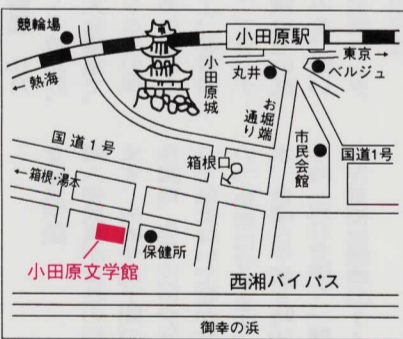 競輪場
小田原駅
東京→
ベルジュ
丸井
小田原城
←熱海
お堀端通り
国道1号
市民会館
国道1号
箱根口
←箱根・湯本
保健所
小田原文学館
西湘バイパス
御幸の浜